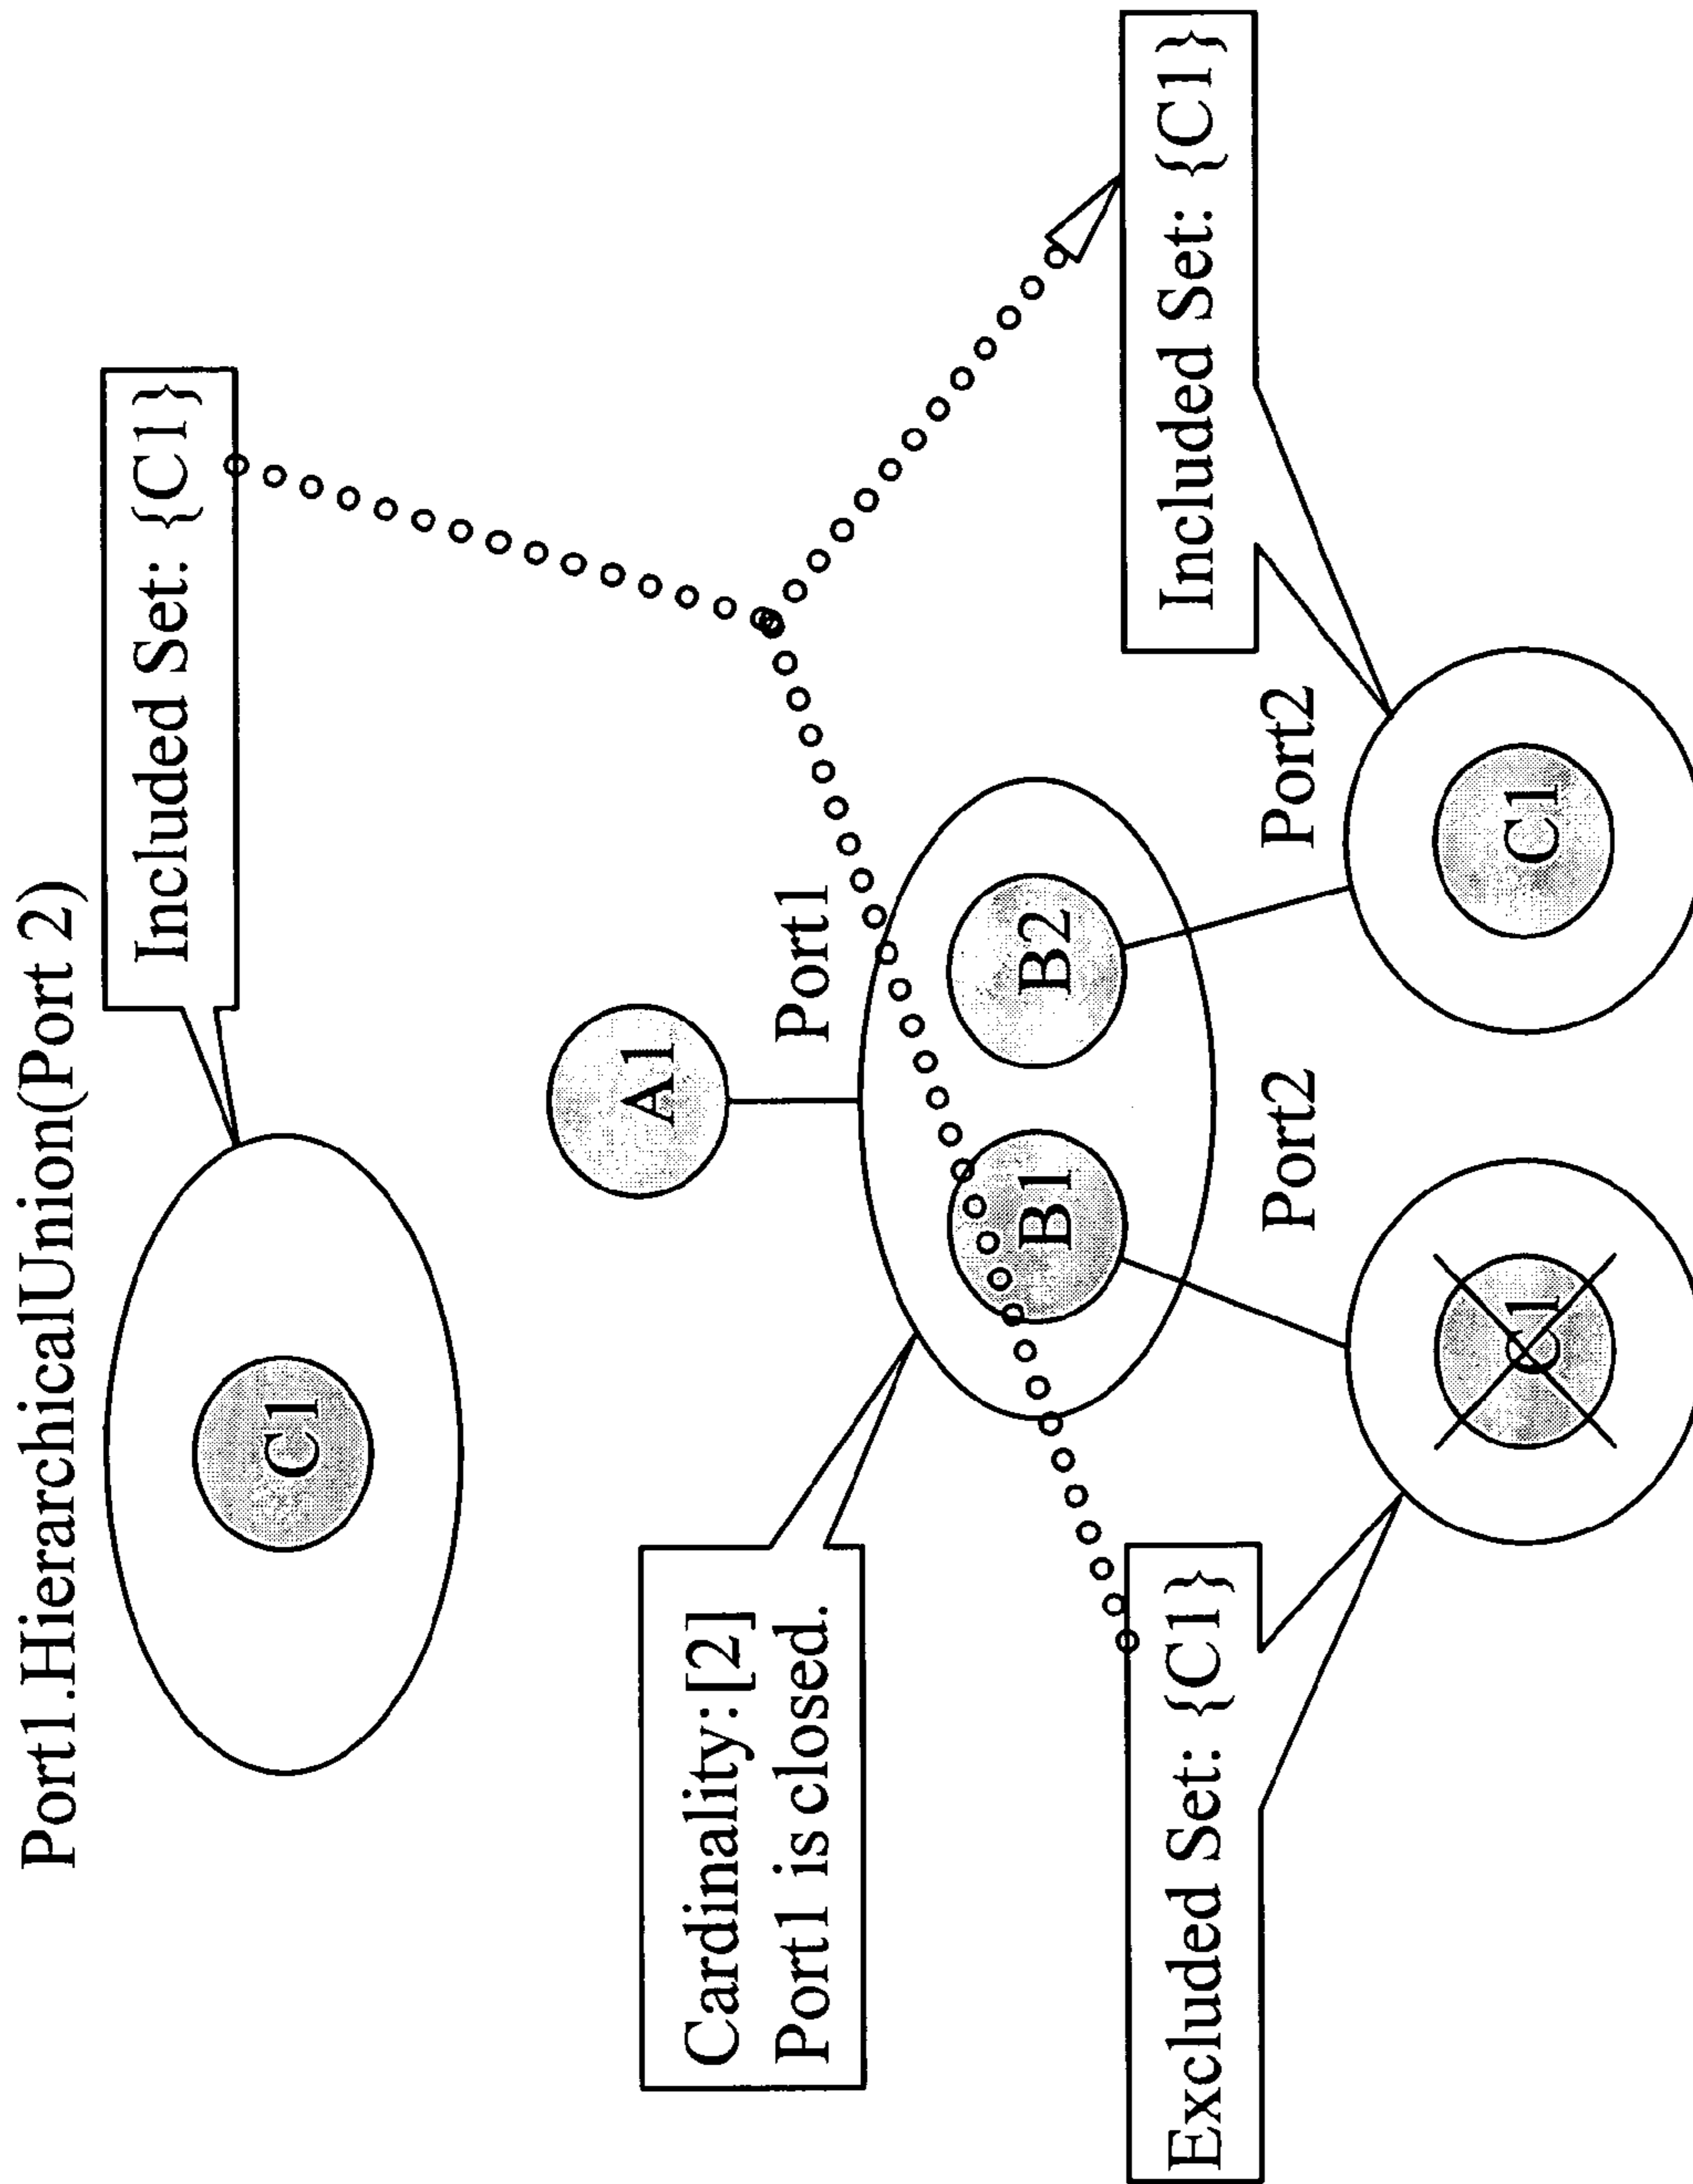 Port1.HierarchicalUnion(Port 2)
C1
Included Set: {C1}
A1
Port1
Cardinality:[2]
Port1 is closed.
B1
B2
Port2
Port2
Excluded Set: {C1}
Included Set: {C1}
C1
C1